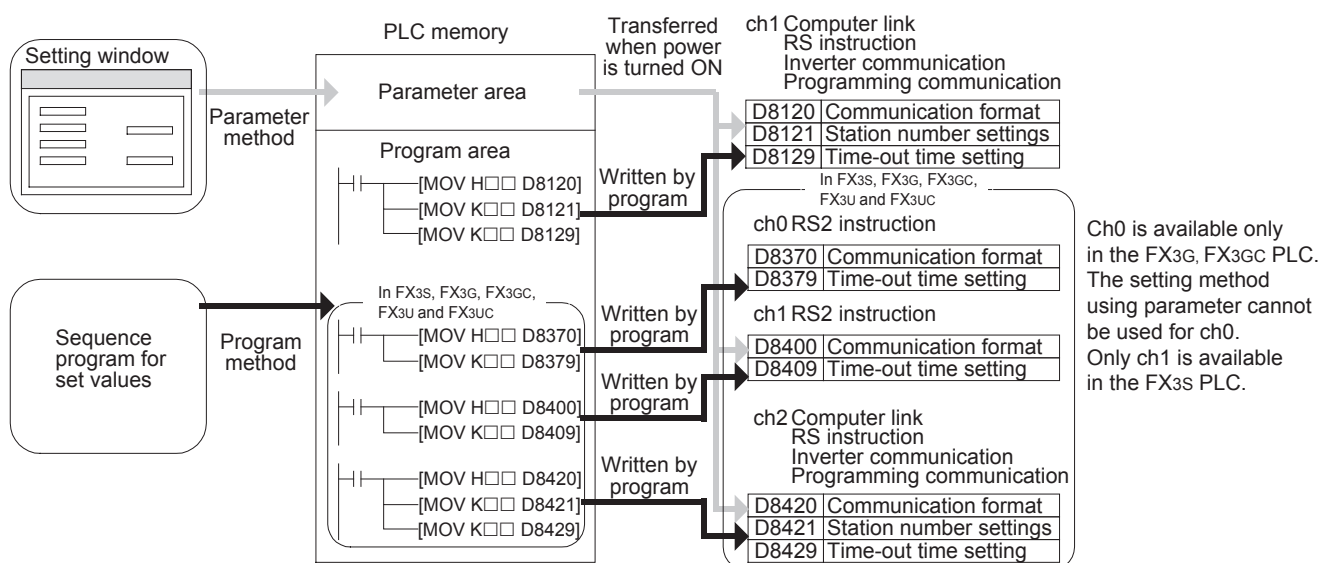 Setting window
Parameter
method
PLC memory
Parameter area
Program area
[MOV H□□ D8120]
[MOV K□□ D8121]
[MOV K□□ D8129]
In FX3S, FX3G, FX3GC,
FX3U and FX3UC
[MOV H□□ D8370]
[MOV K□□ D8379]
[MOV H□□ D8400]
[MOV K□□ D8409]
[MOV H□□ D8420]
[MOV K□□ D8421]
[MOV K□□ D8429]
Sequence
program for
set values
Program
method
Transferred
when power
is turned ON
Written by
program
Written by
program
Written by
program
Written by
program
ch1 Computer link
RS instruction
Inverter communication
Programming communication
D8120 Communication format
D8121 Station number settings
D8129 Time-out time setting
In FX3S, FX3G, FX3GC,
FX3U and FX3UC
ch0 RS2 instruction
D8370 Communication format
D8379 Time-out time setting
ch1 RS2 instruction
D8400 Communication format
D8409 Time-out time setting
ch2 Computer link
RS instruction
Inverter communication
Programming communication
D8420 Communication format
D8421 Station number settings
D8429 Time-out time setting
Ch0 is available only
in the FX3G, FX3GC PLC.
The setting method
using parameter cannot
be used for ch0.
Only ch1 is available
in the FX3S PLC.